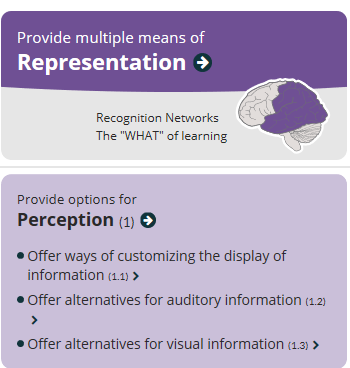 Provide multiple means of
Representation
Recognition Networks
The "WHAT" of learning
Provide options for
Perception (1)
Offer ways of customizing the display of
information (1.1)
Offer alternatives for auditory information (1.2)
Offer alternatives for visual information (1.3)